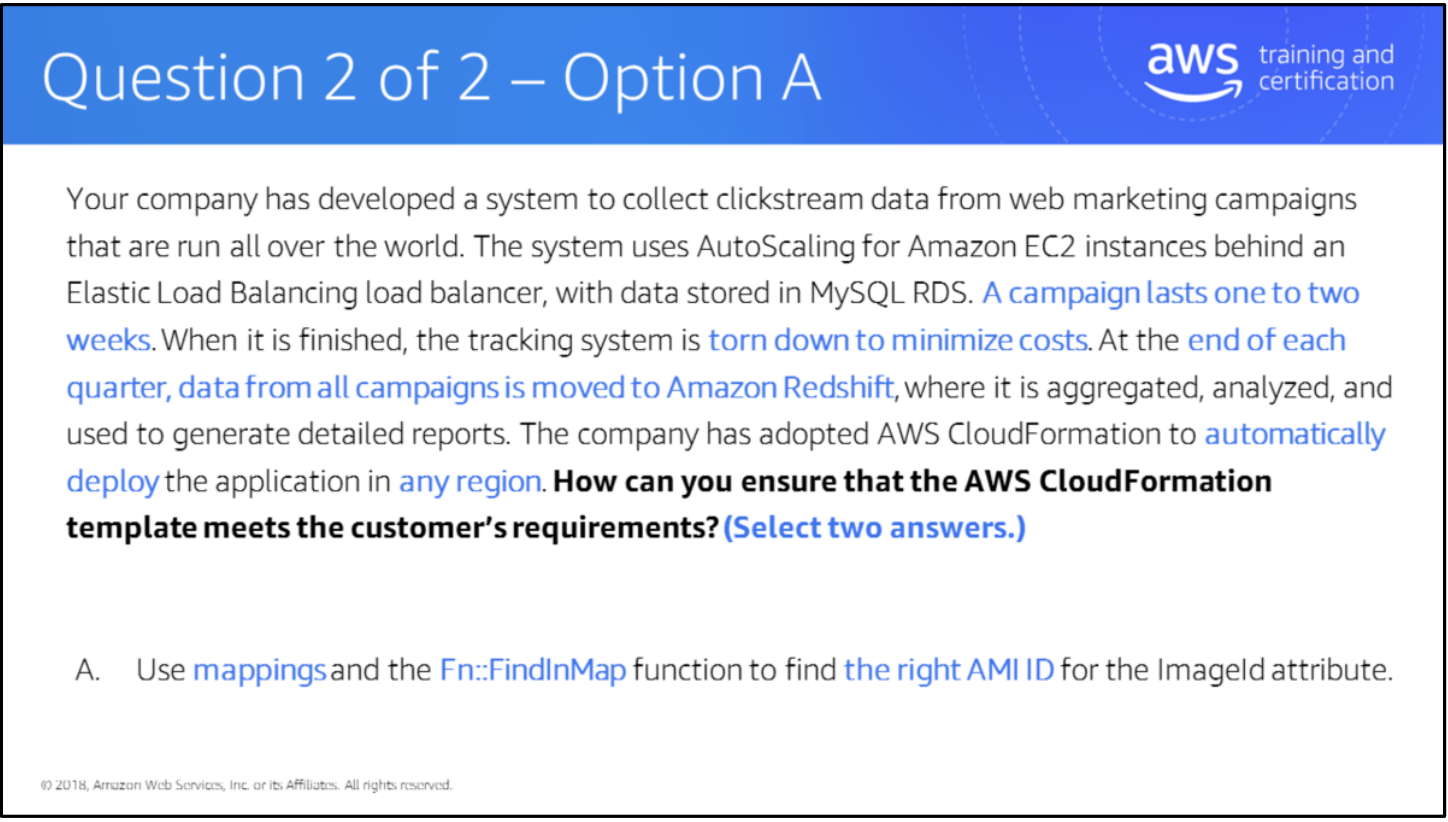 Question 2 of 2 – Option A
aws training and
certification
Your company has developed a system to collect clickstream data from web marketing campaigns
that are run all over the world. The system uses AutoScaling for Amazon EC2 instances behind an
Elastic Load Balancing load balancer, with data stored in MySQL RDS. A campaign lasts one to two
weeks. When it is finished, the tracking system is torn down to minimize costs. At the end of each
quarter, data from all campaigns is moved to Amazon Redshift, where it is aggregated, analyzed, and
used to generate detailed reports. The company has adopted AWS CloudFormation to automatically
deploy the application in any region. How can you ensure that the AWS CloudFormation
template meets the customer's requirements? (Select two answers.)
A. Use mappings and the Fn::FindInMap function to find the right AMI ID for the ImageId attribute.
© 2018, Amazon Web Services, Inc. or its Affiliates. All rights reserved.